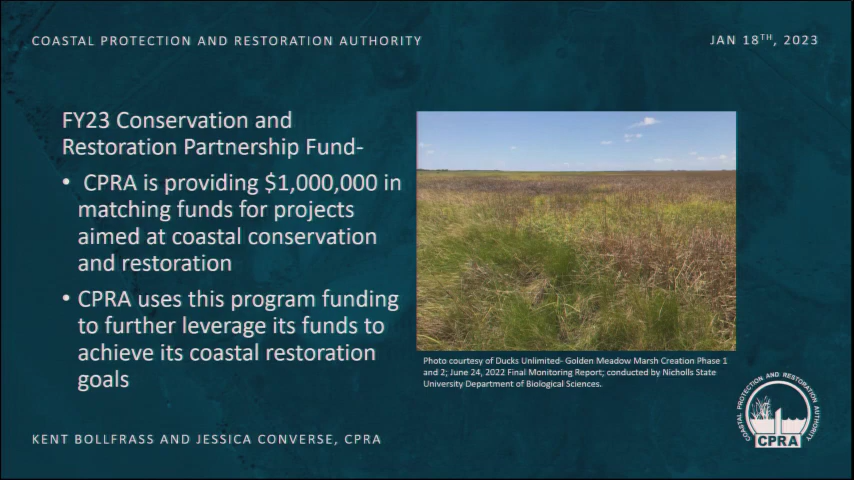 COASTAL PROTECTION AND RESTORATION AUTHORITY
JAN 18TH, 2023
FY23 Conservation and
Restoration Partnership Fund-
• CPRA is providing $1,000,000 in
matching funds for projects
aimed at coastal conservation
and restoration
• CPRA uses this program funding
to further leverage its funds to
achieve its coastal restoration
goals
Photo courtesy of Ducks Unlimited- Golden Meadow Marsh Creation Phase 1
and 2; June 24, 2022 Final Monitoring Report; conducted by Nicholls State
University Department of Biological Sciences.
COASTAL PROTECTION AND RESTORATION AUTHORITY
CPRA
KENT BOLLFRASS AND JESSICA CONVERSE, CPRA